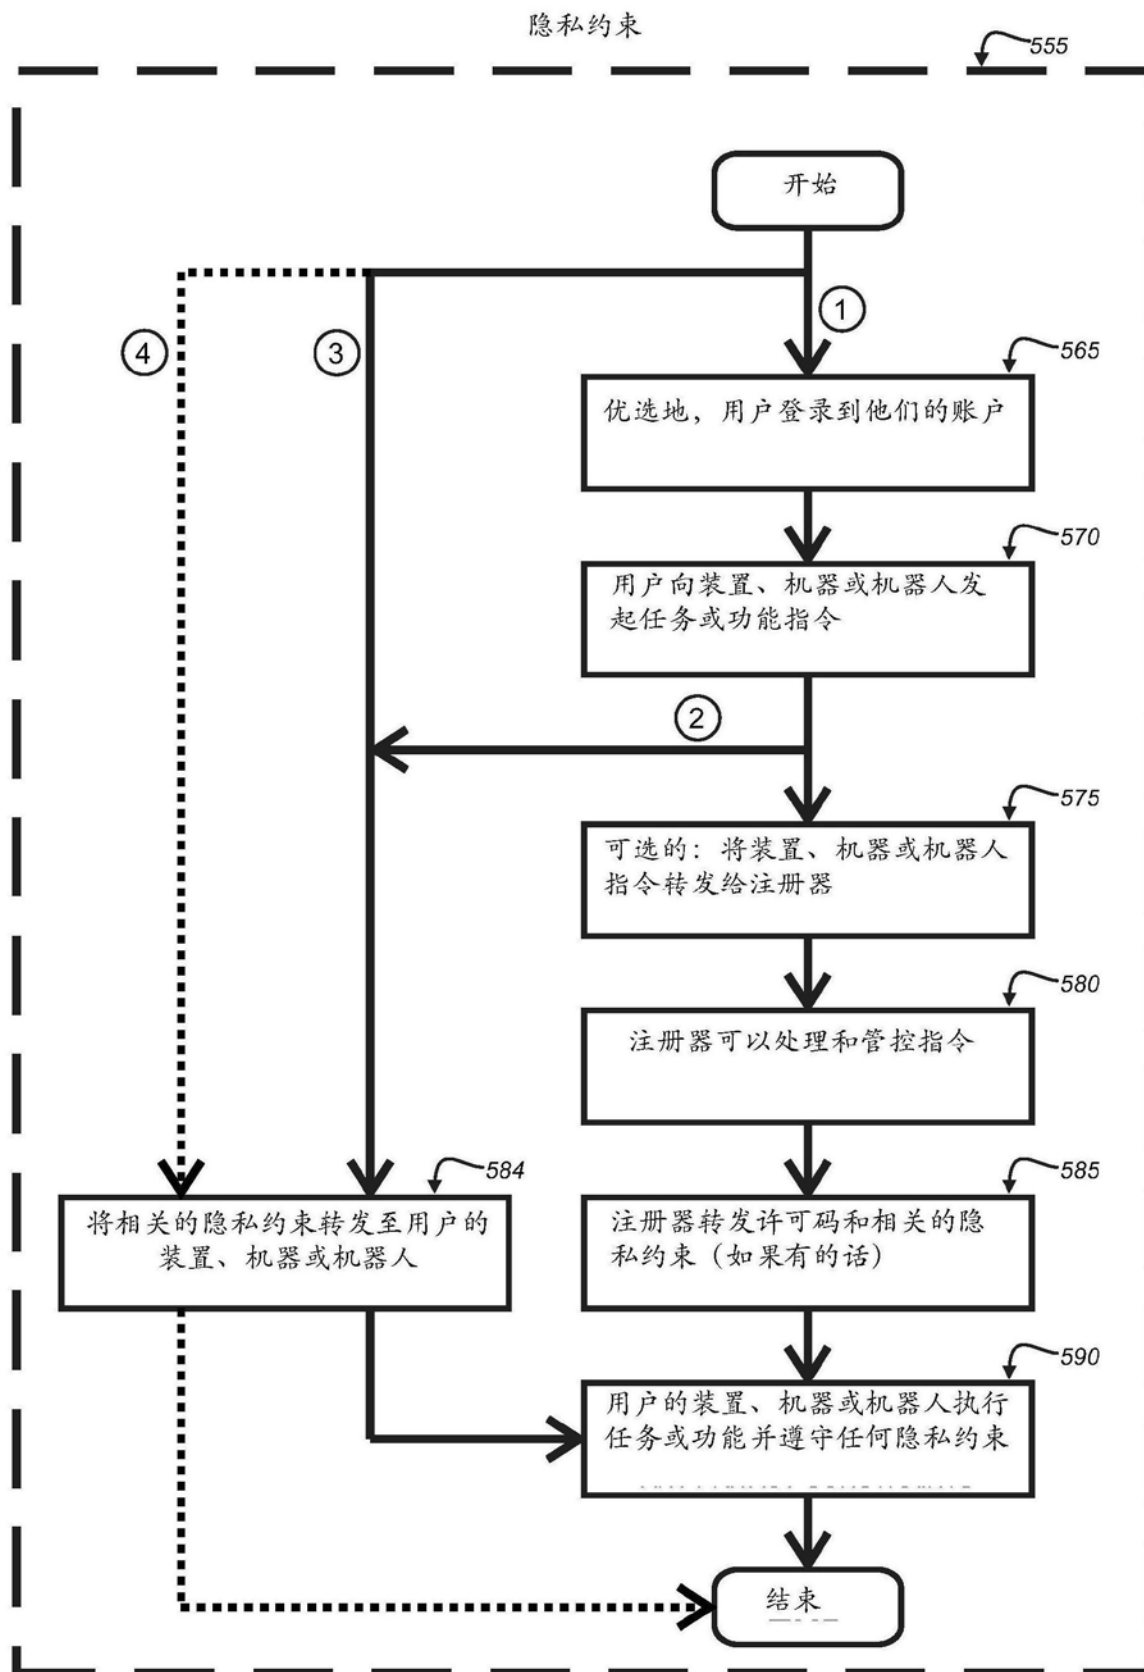 隐私约束
555
开始
1
4
3
565
优选地，用户登录到他们的账户
570
用户向装置、机器或机器人发
起任务或功能指令
2
575
可选的：将装置、机器或机器人
指令转发给注册器
580
注册器可以处理和管控指令
584
将相关的隐私约束转发至用户的
装置、机器或机器人
585
注册器转发许可码和相关的隐
私约束（如果有的话）
590
用户的装置、机器或机器人执行
任务或功能并遵守任何隐私约束
结束